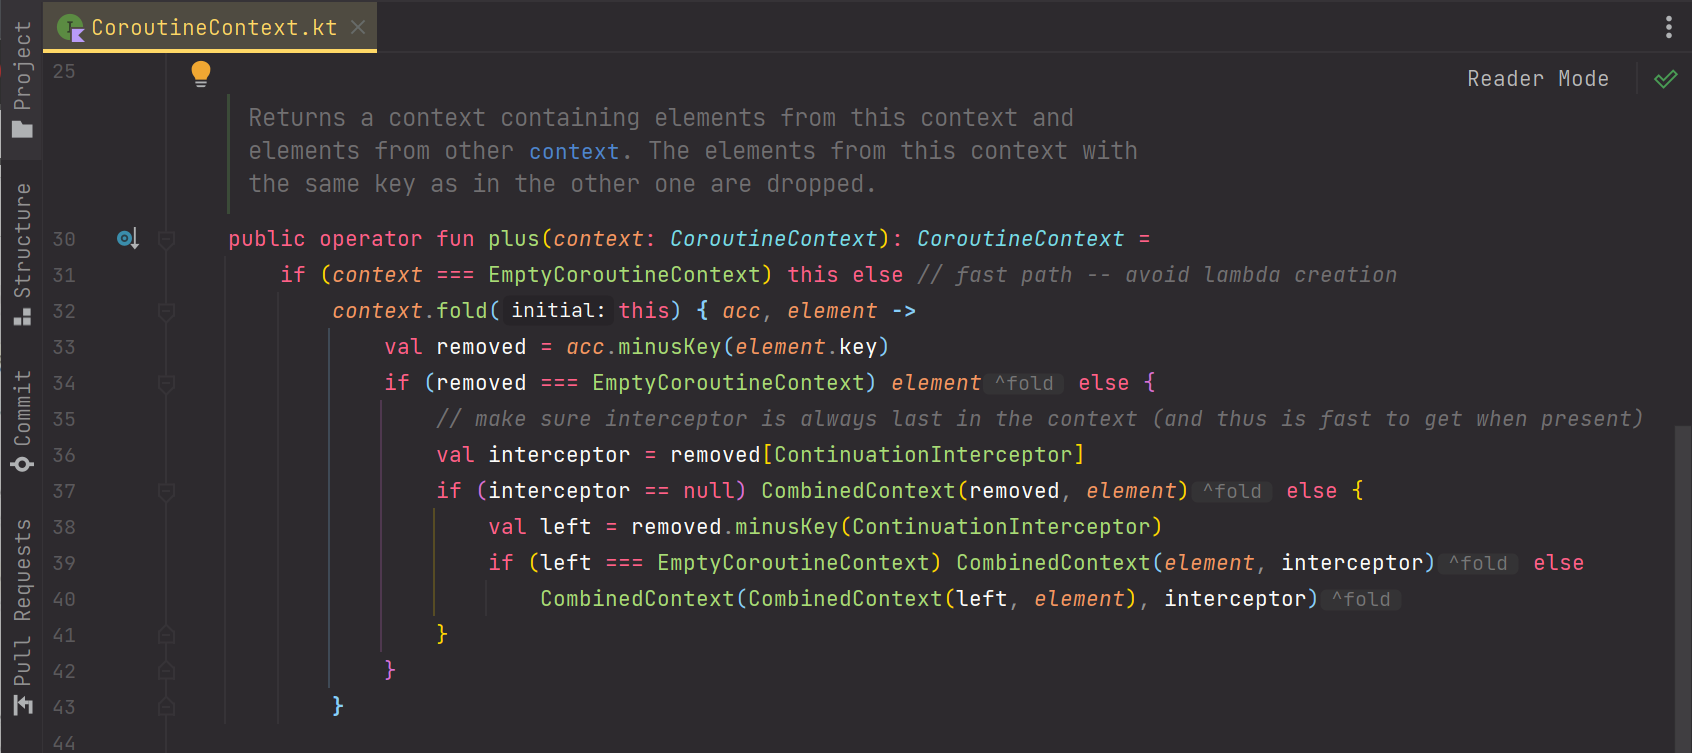 CoroutineContext.kt
Project
Structure
Commit
Pull Requests
Reader Mode
25
Returns a context containing elements from this context and
elements from other context. The elements from this context with
the same key as in the other one are dropped.
30 public operator fun plus(context: CoroutineContext): CoroutineContext =
31 if (context === EmptyCoroutineContext) this else // fast path -- avoid lambda creation
32 context.fold( initial: this) { acc, element ->
33 val removed = acc.minusKey(element.key)
34 if (removed === EmptyCoroutineContext) element ^fold else {
35 // make sure interceptor is always last in the context (and thus is fast to get when present)
36 val interceptor = removed[ContinuationInterceptor]
37 if (interceptor == null) CombinedContext(removed, element) ^fold else {
38 val left = removed.minusKey(ContinuationInterceptor)
39 if (left === EmptyCoroutineContext) CombinedContext(element, interceptor) ^fold else
40 CombinedContext(CombinedContext(left, element), interceptor) ^fold
41 }
42 }
43 }
44